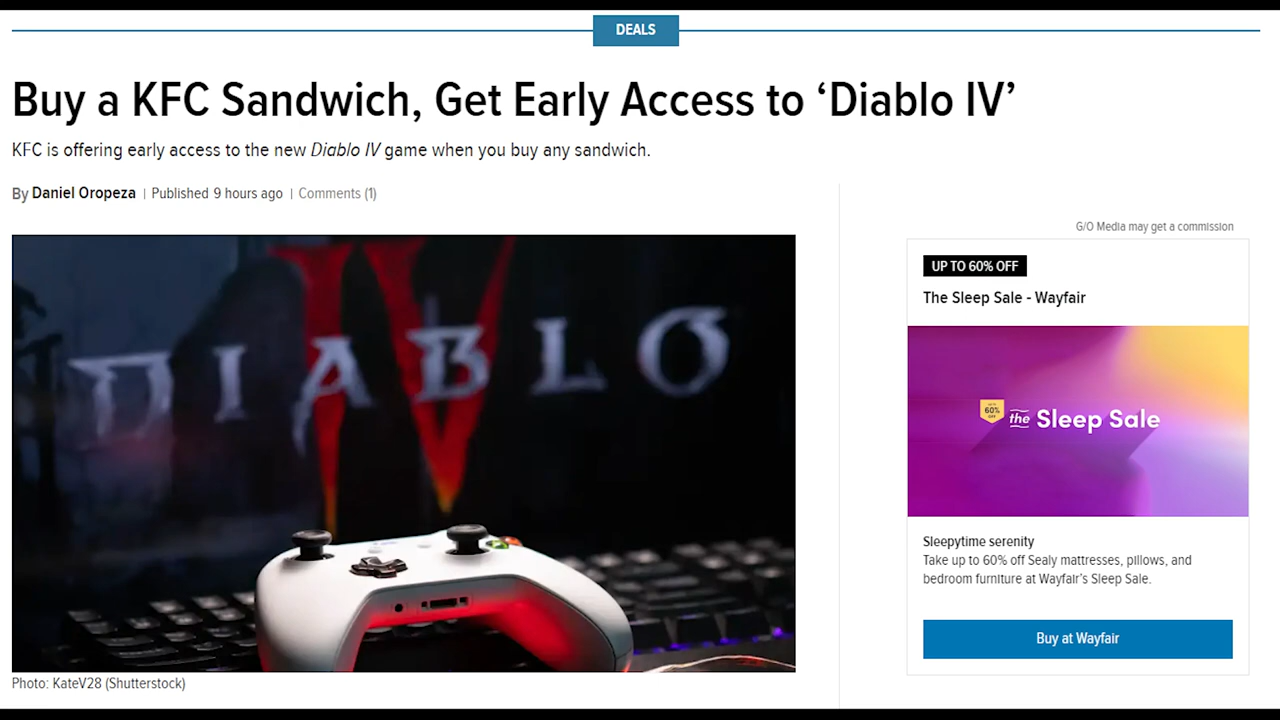 DEALS
Buy a KFC Sandwich, Get Early Access to ‘Diablo IV’
KFC is offering early access to the new Diablo IV game when you buy any sandwich.
By Daniel Oropeza | Published 9 hours ago | Comments (1)
IV
DIABLO
Photo: KateV28 (Shutterstock)
G/O Media may get a commission
UP TO 60% OFF
The Sleep Sale - Wayfair
60%
OFF
the Sleep Sale
Sleepytime serenity
Take up to 60% off Sealy mattresses, pillows, and
bedroom furniture at Wayfair’s Sleep Sale.
Buy at Wayfair